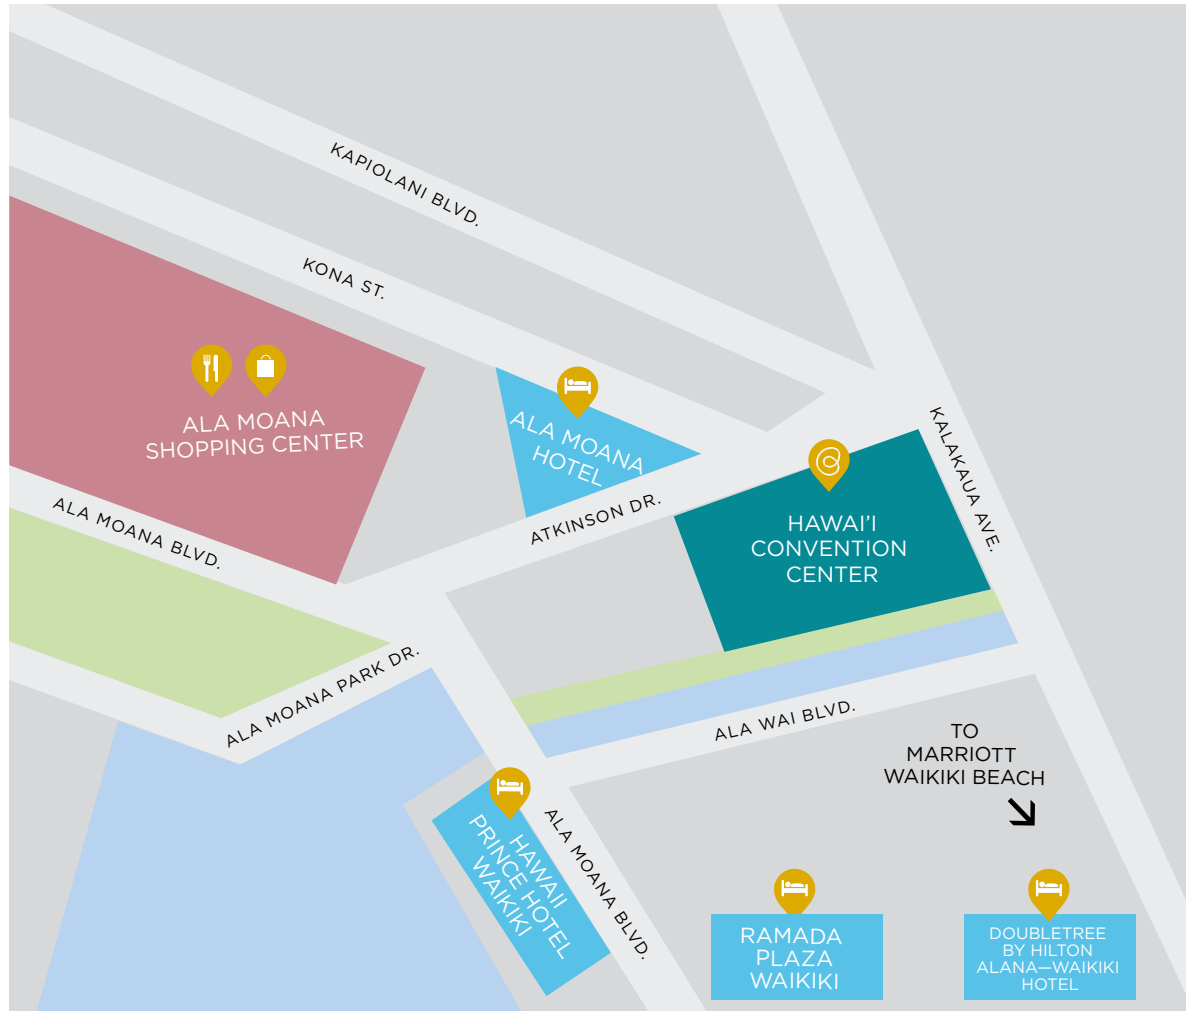 KAPIOLANI BLVD.
KONA ST.
ALA MOANA
SHOPPING CENTER
ALA MOANA
HOTEL
KALAKAUA AVE.
ALA MOANA BLVD.
ATKINSON DR.
HAWAI'I
CONVENTION
CENTER
ALA MOANA PARK DR.
ALA WAI BLVD.
TO
MARRIOTT
WAIKIKI BEACH
HAWAII
PRINCE HOTEL
WAIKIKI
ALA MOANA BLVD.
RAMADA
PLAZA
WAIKIKI
DOUBLETREE
BY HILTON
ALANA—WAIKIKI
HOTEL